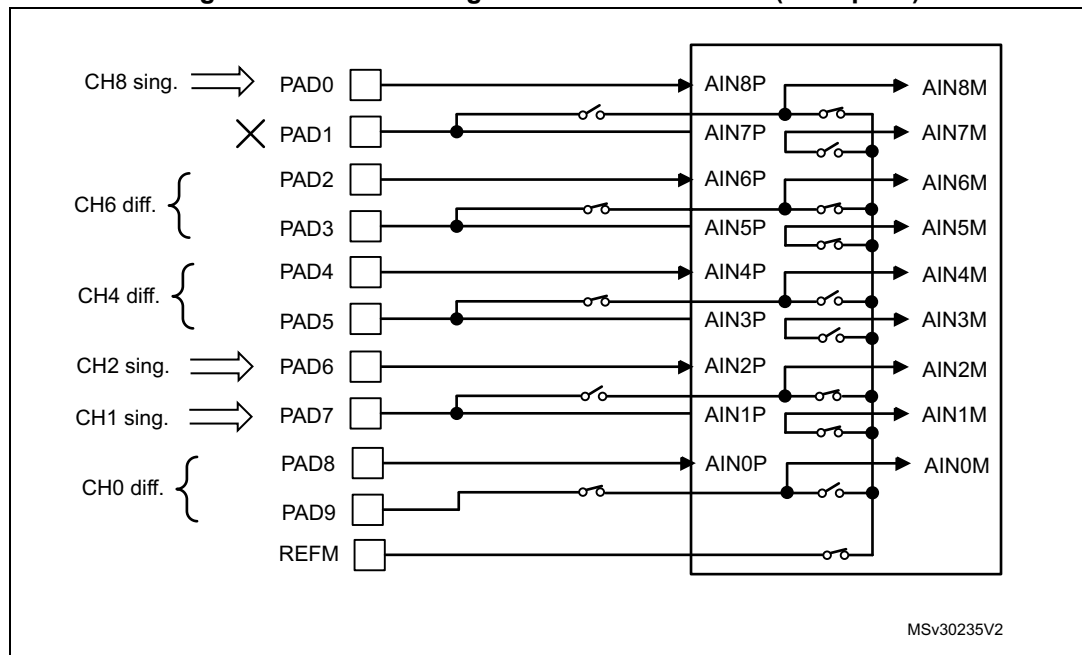 CH8 sing. PAD0 AIN8P AIN8M
PAD1 AIN7P AIN7M
CH6 diff. PAD2 AIN6P AIN6M
PAD3 AIN5P AIN5M
CH4 diff. PAD4 AIN4P AIN4M
PAD5 AIN3P AIN3M
CH2 sing. PAD6 AIN2P AIN2M
CH1 sing. PAD7 AIN1P AIN1M
CH0 diff. PAD8 AIN0P AIN0M
PAD9
REFM
MSv30235V2